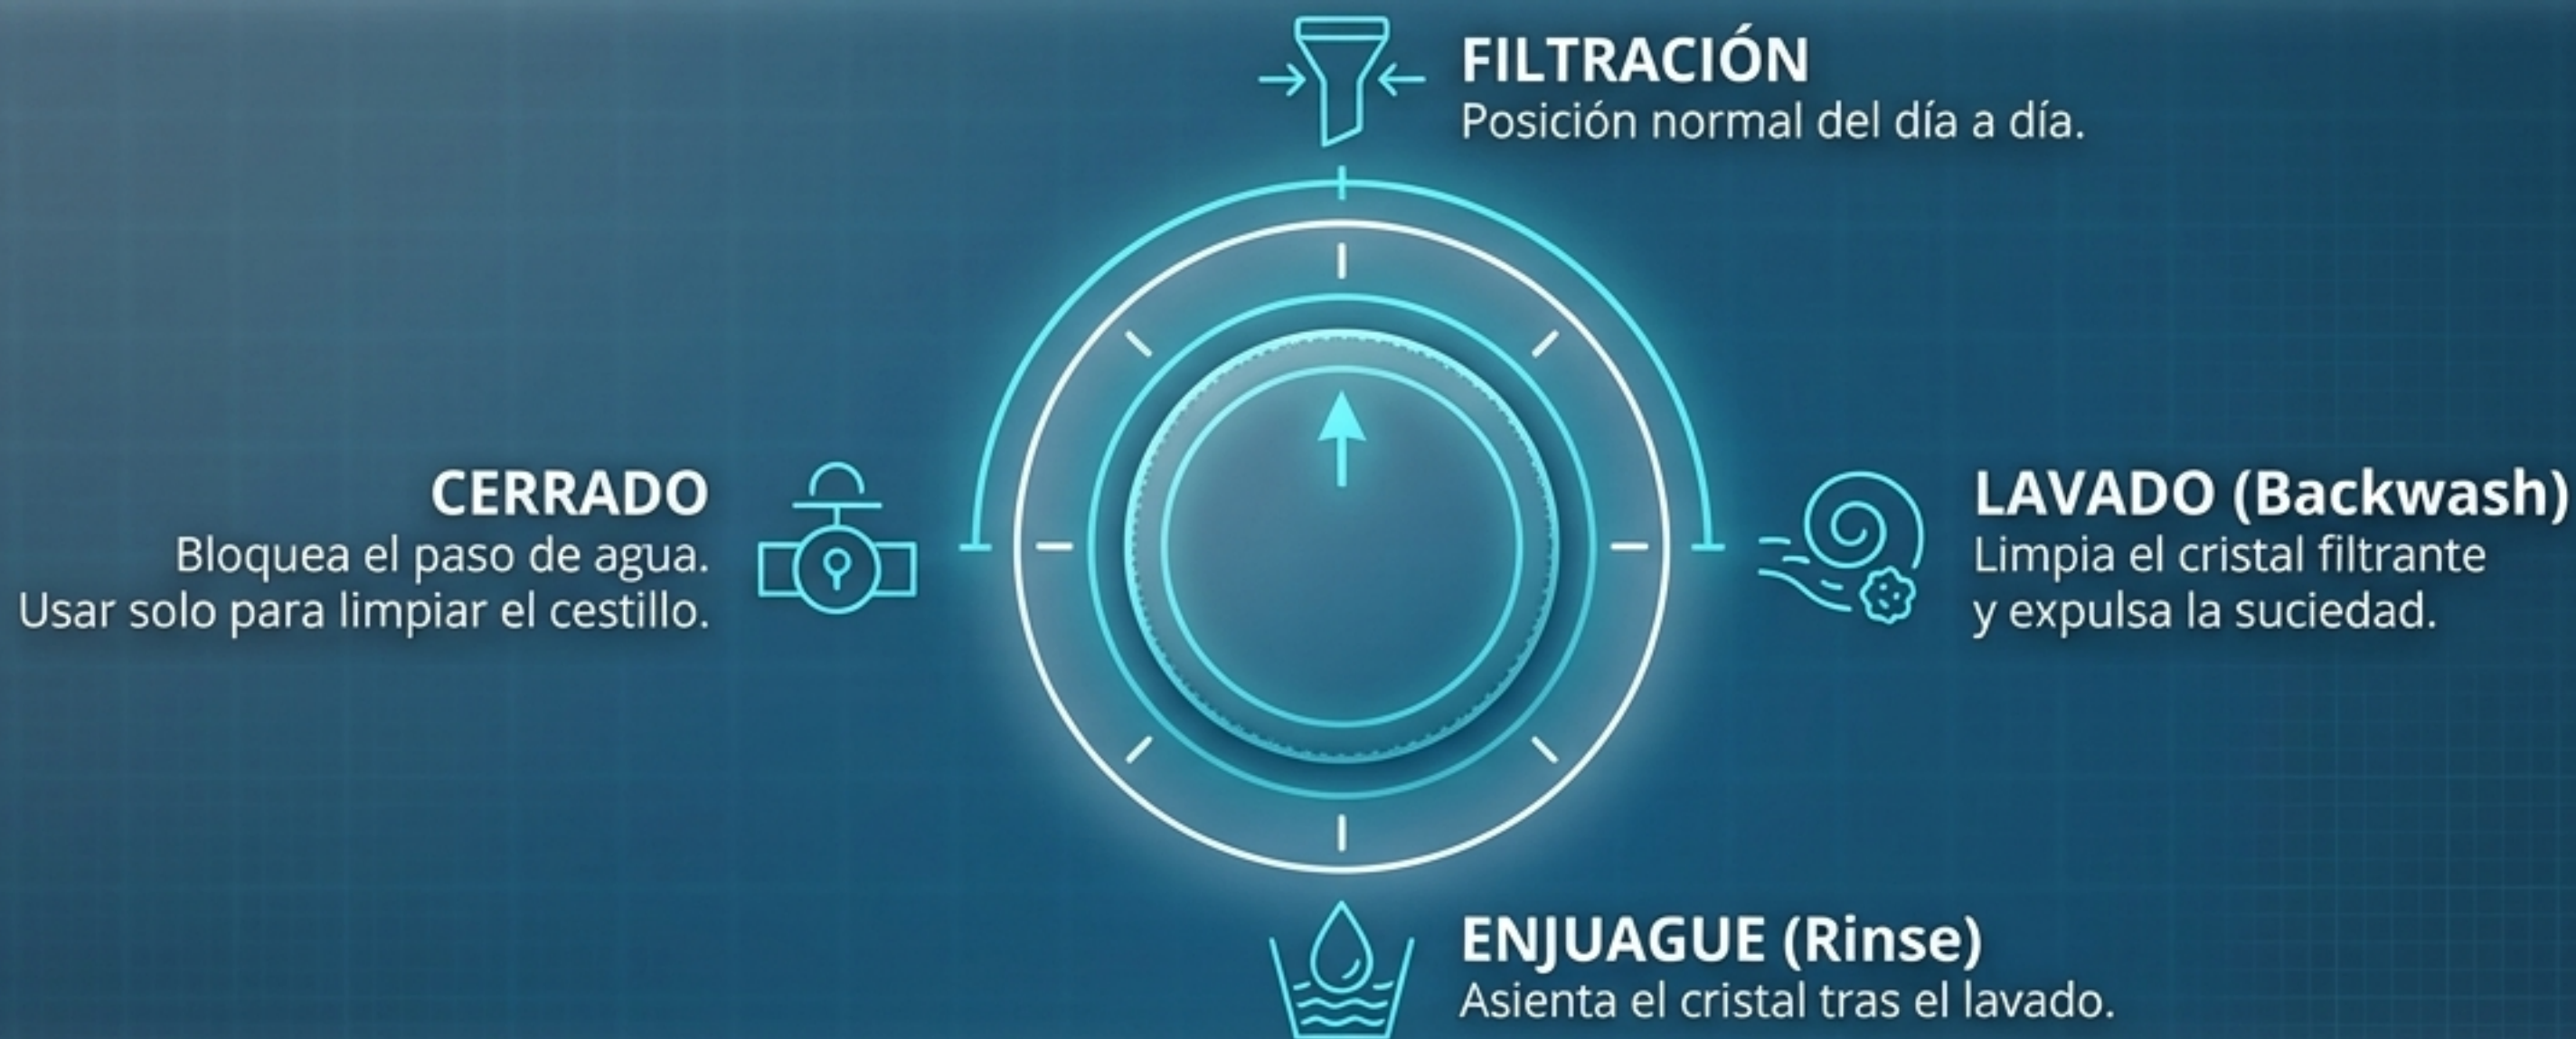 FILTRACIÓN
Posición normal del día a día.
CERRADO
Bloquea el paso de agua.
Usar solo para limpiar el cestillo.
LAVADO (Backwash)
Limpia el cristal filtrante
y expulsa la suciedad.
ENJUAGUE (Rinse)
Asienta el cristal tras el lavado.